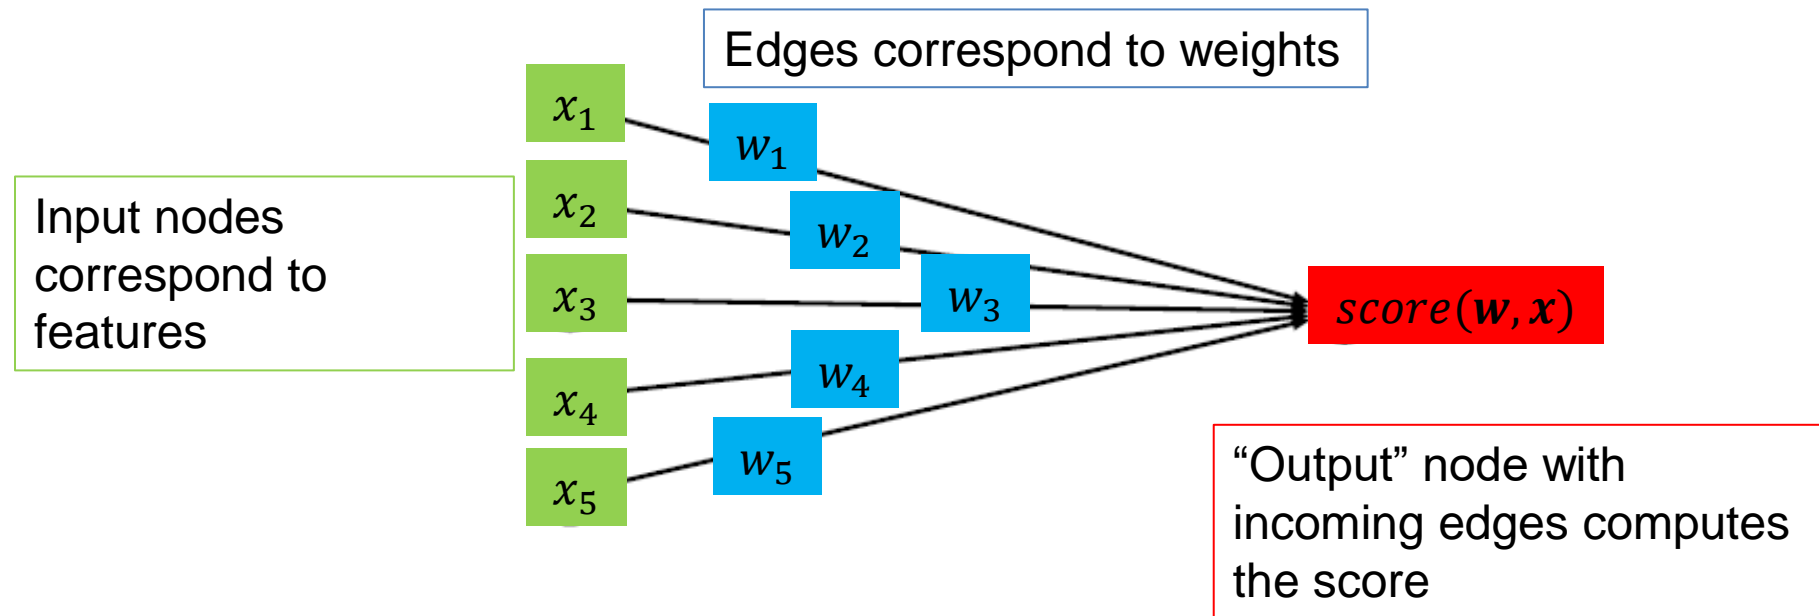 Edges correspond to weights
x₁
w₁
x₂
w₂
Input nodes
correspond to
features
x₃
w₃
score(w, x)
x₄
w₄
x₅
w₅
“Output” node with
incoming edges computes
the score